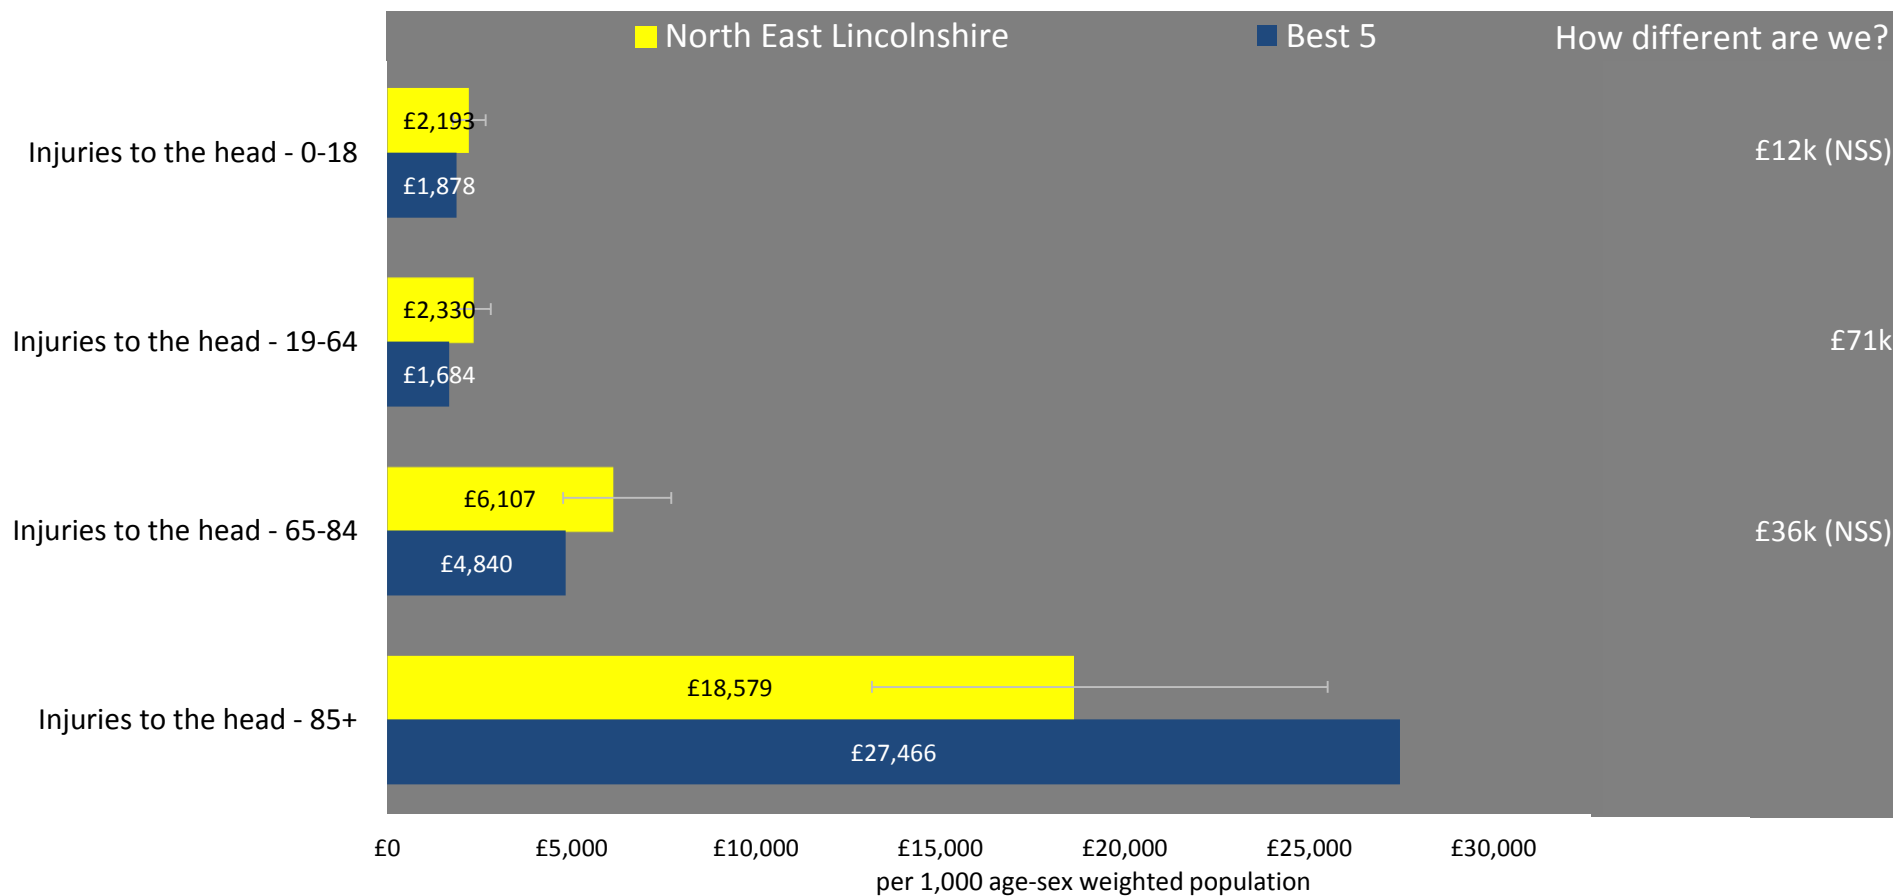 North East Lincolnshire Best 5 How different are we?
Injuries to the head - 0-18 £2,193 £1,878 £12k (NSS)
Injuries to the head - 19-64 £2,330 £1,684 £71k
Injuries to the head - 65-84 £6,107 £4,840 £36k (NSS)
Injuries to the head - 85+ £18,579 £27,466
£0 £5,000 £10,000 £15,000 £20,000 £25,000 £30,000
per 1,000 age-sex weighted population